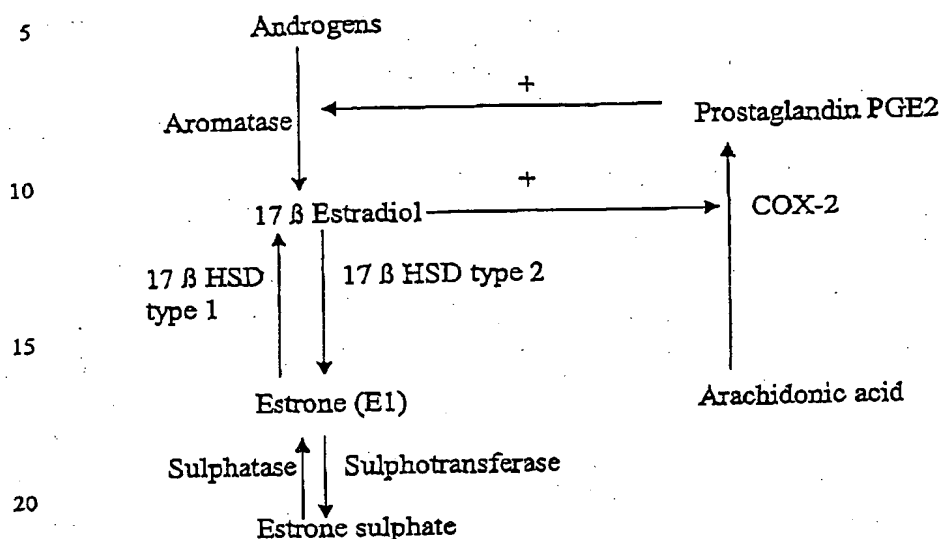 5
Androgens
+
Aromatase
Prostaglandin PGE2
10
+
17 ß Estradiol
COX-2
17 ß HSD
type 1
17 ß HSD type 2
15
Estrone (E1)
Arachidonic acid
Sulphatase
Sulphotransferase
20
Estrone sulphate